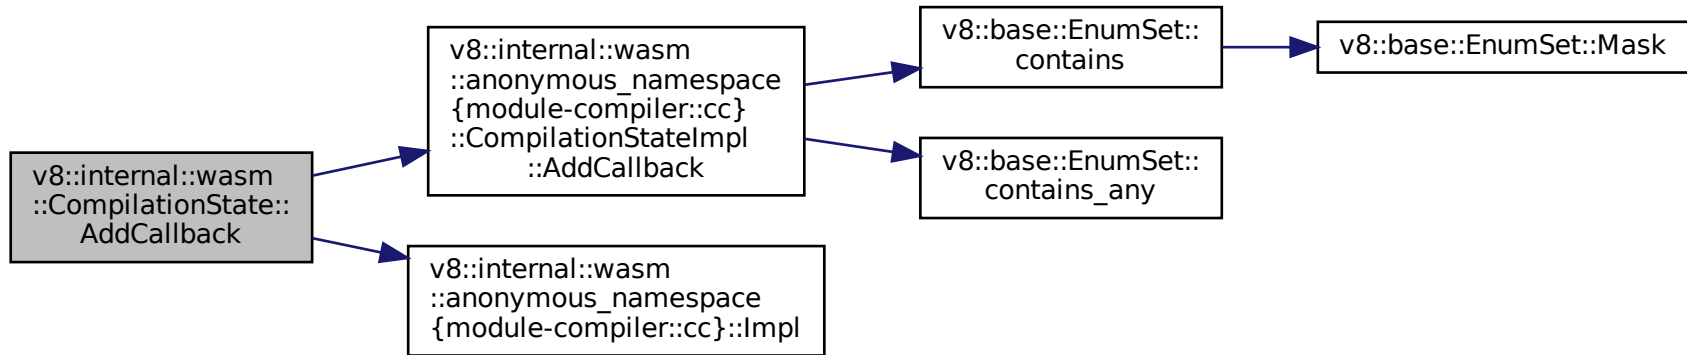 v8::internal::wasm
::CompilationState::
AddCallback
v8::internal::wasm
::anonymous_namespace
{module-compiler::cc}
::CompilationStateImpl
::AddCallback
v8::internal::wasm
::anonymous_namespace
{module-compiler::cc}::Impl
v8::base::EnumSet::
contains
v8::base::EnumSet::
contains_any
v8::base::EnumSet::Mask